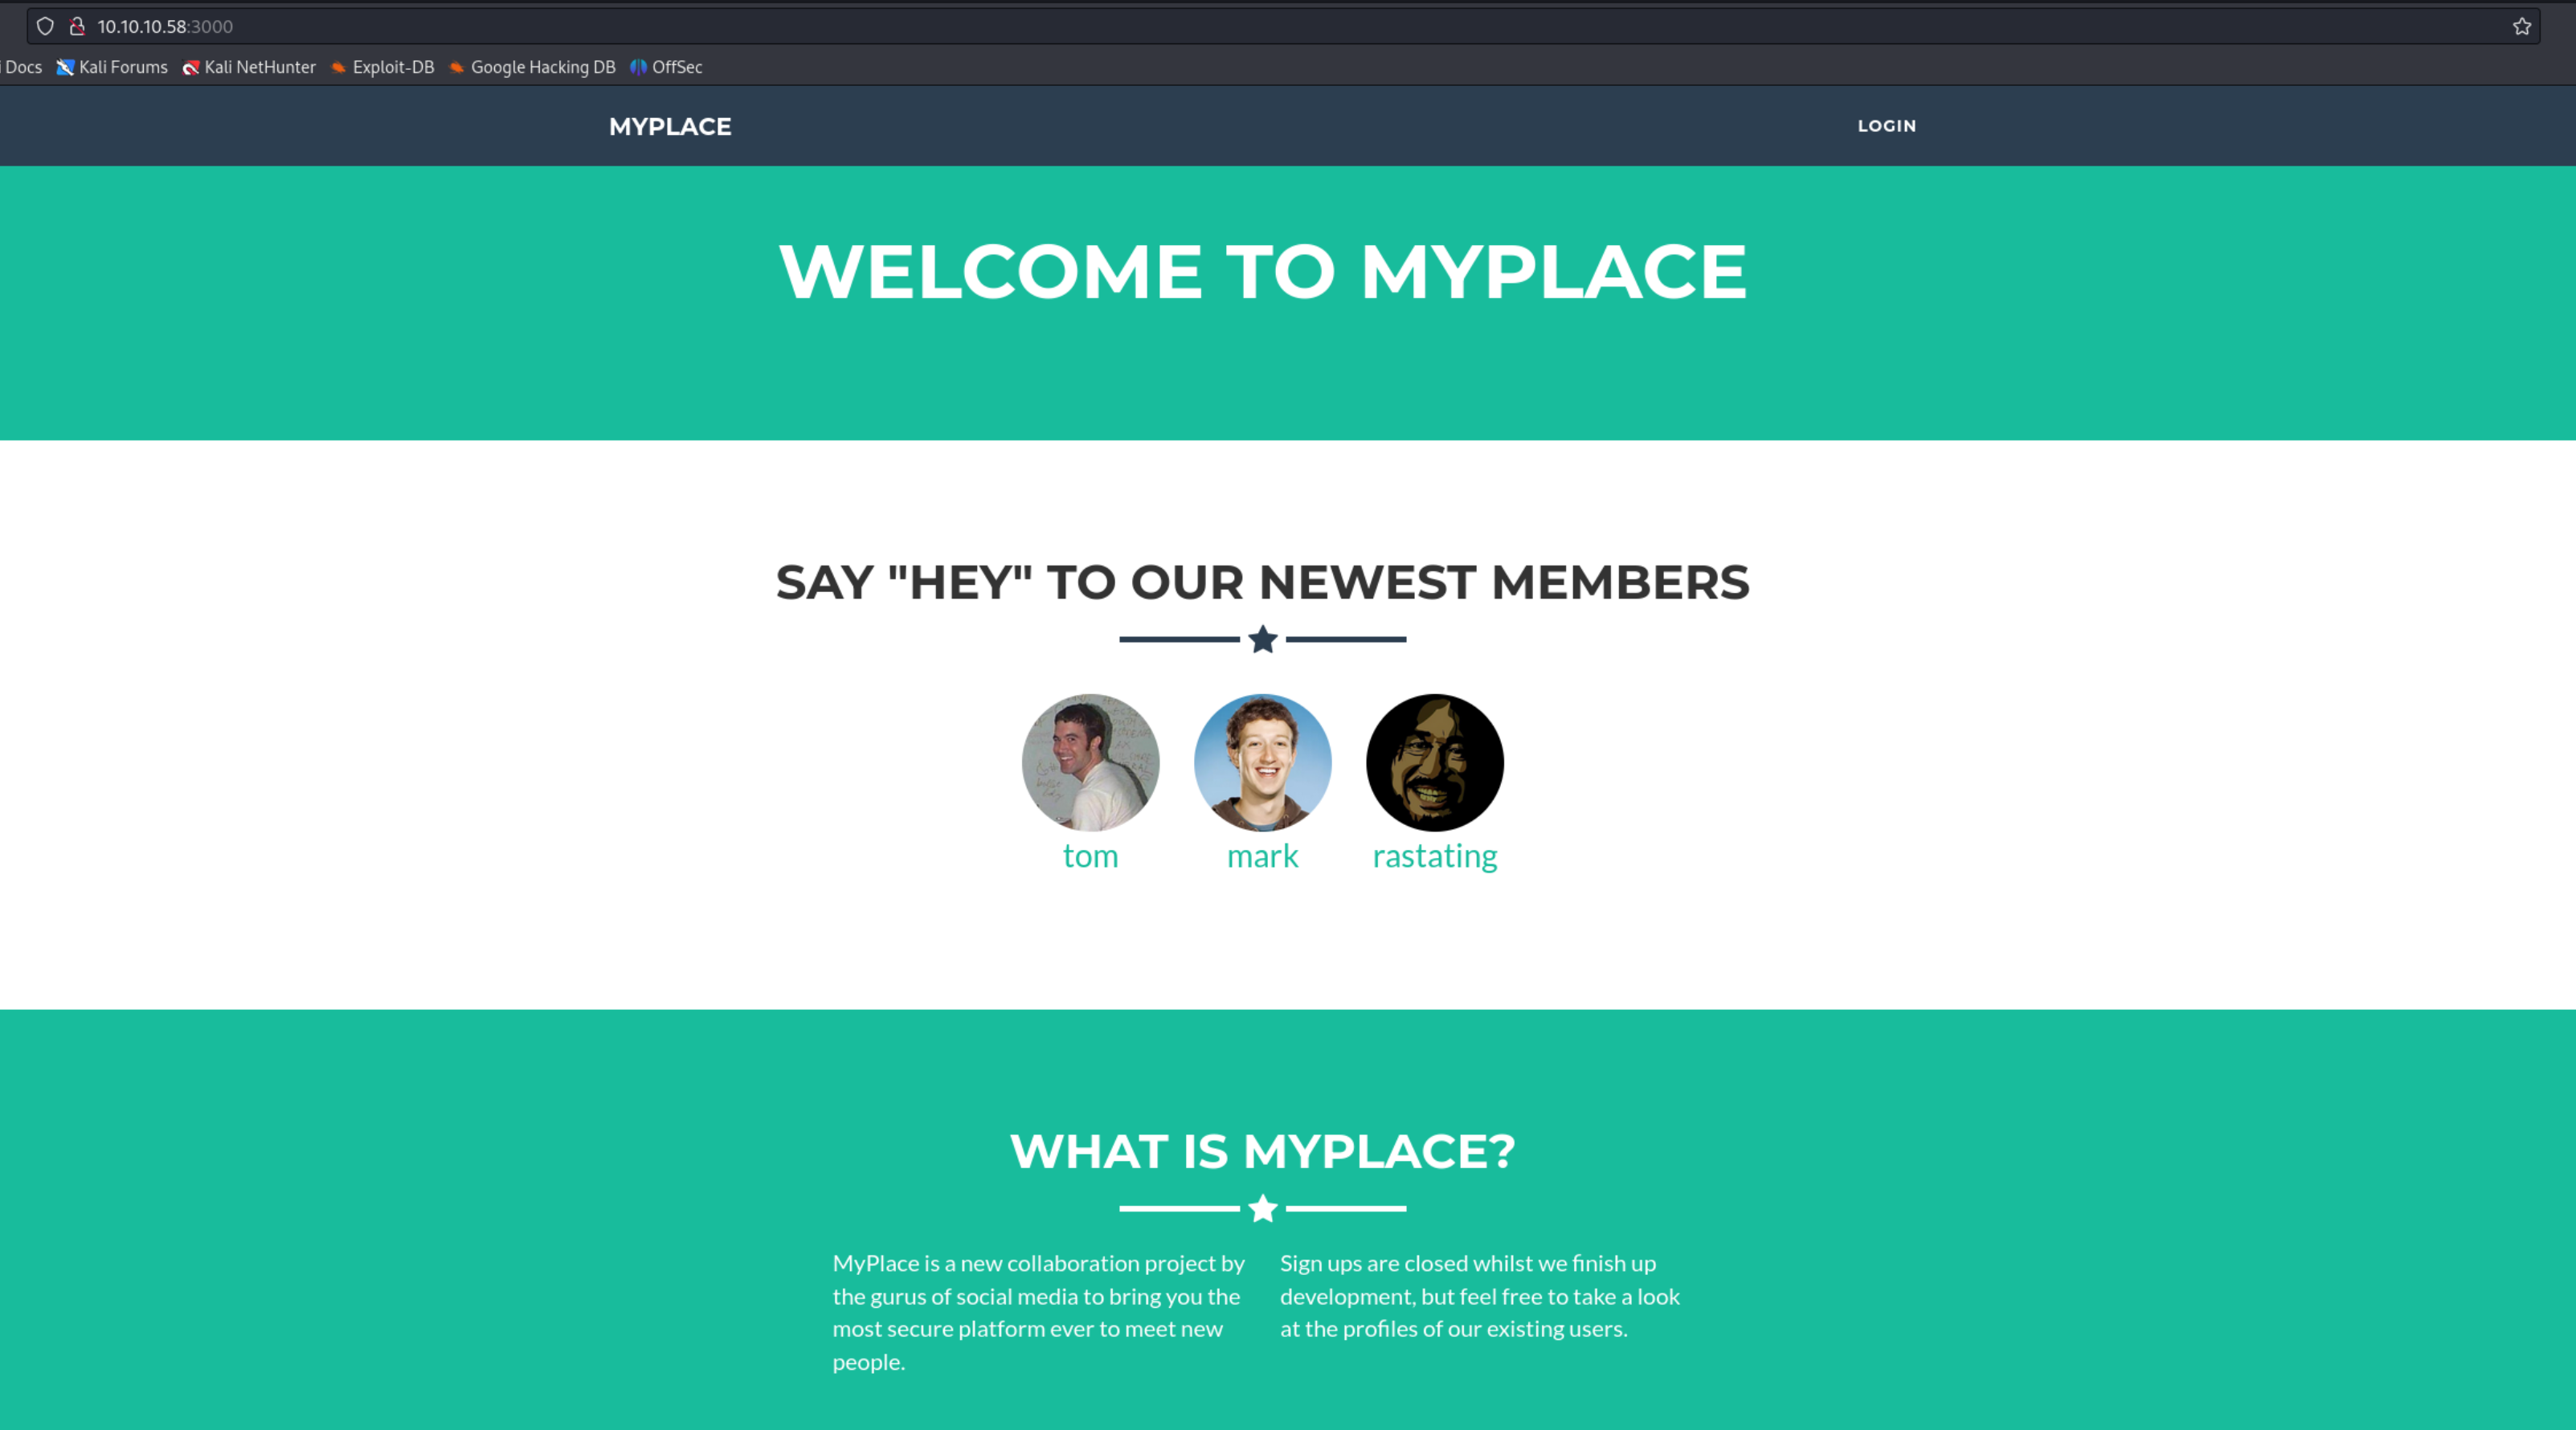 10.10.10.58:3000
Docs Kali Forums Kali NetHunter Exploit-DB Google Hacking DB OffSec
MYPLACE LOGIN
WELCOME TO MYPLACE
SAY "HEY" TO OUR NEWEST MEMBERS
tom mark rastating
WHAT IS MYPLACE?
MyPlace is a new collaboration project by
the gurus of social media to bring you the
most secure platform ever to meet new
people.
Sign ups are closed whilst we finish up
development, but feel free to take a look
at the profiles of our existing users.